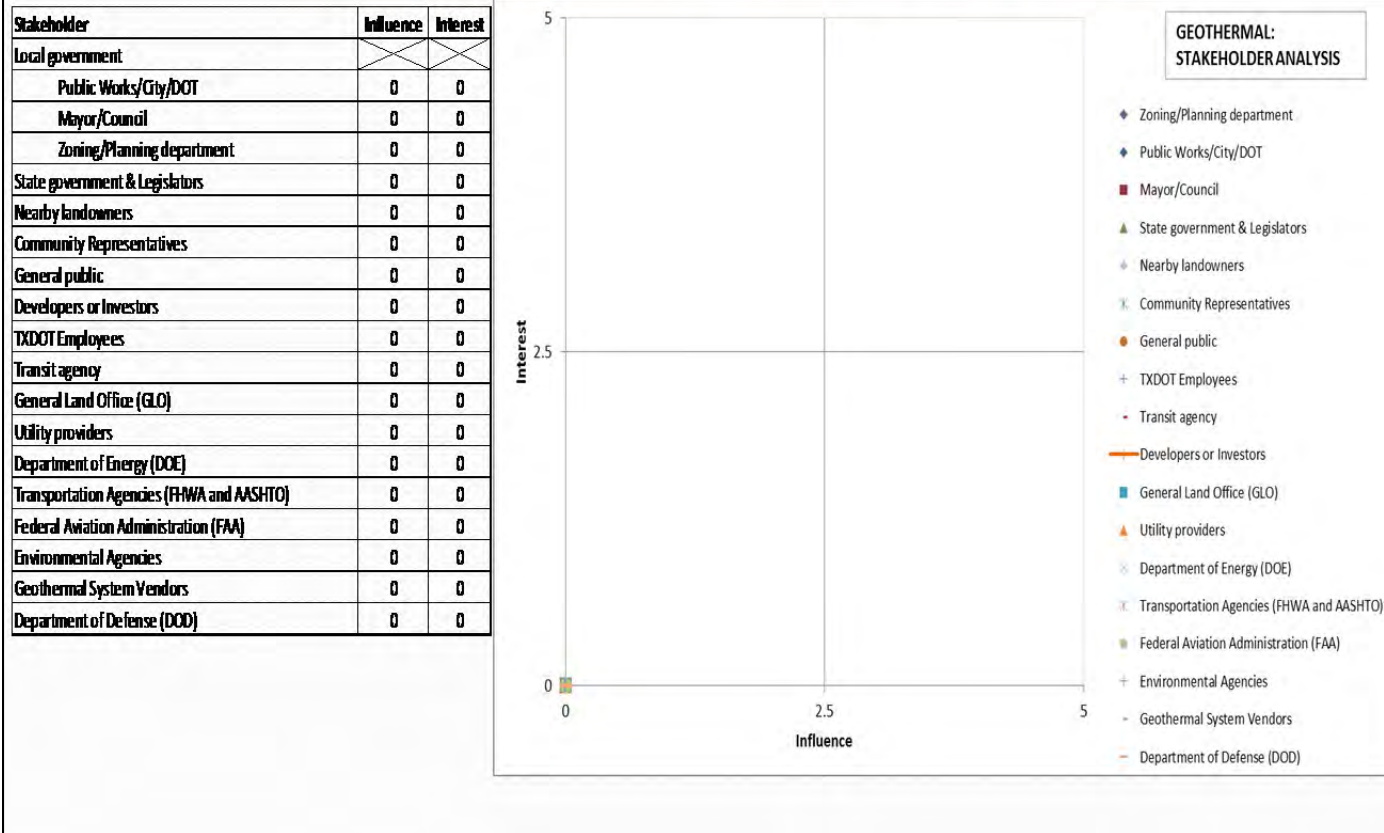 Stakeholder Influence Interest
Local government
Public Works/City/DOT 0 0
Mayor/Council 0 0
Zoning/Planning department 0 0
State government & Legislators 0 0
Nearby landowners 0 0
Community Representatives 0 0
General public 0 0
Developers or Investors 0 0
TXDOT Employees 0 0
Transit agency 0 0
General Land Office (GLO) 0 0
Utility providers 0 0
Department of Energy (DOE) 0 0
Transportation Agencies (FHWA and AASHTO) 0 0
Federal Aviation Administration (FAA) 0 0
Environmental Agencies 0 0
Geothermal System Vendors 0 0
Department of Defense (DOD) 0 0
5
2.5
0
Interest
0 2.5 5
Influence
GEOTHERMAL:
STAKEHOLDER ANALYSIS
Zoning/Planning department
Public Works/City/DOT
Mayor/Council
State government & Legislators
Nearby landowners
Community Representatives
General public
TXDOT Employees
Transit agency
Developers or Investors
General Land Office (GLO)
Utility providers
Department of Energy (DOE)
Transportation Agencies (FHWA and AASHTO)
Federal Aviation Administration (FAA)
Environmental Agencies
Geothermal System Vendors
Department of Defense (DOD)